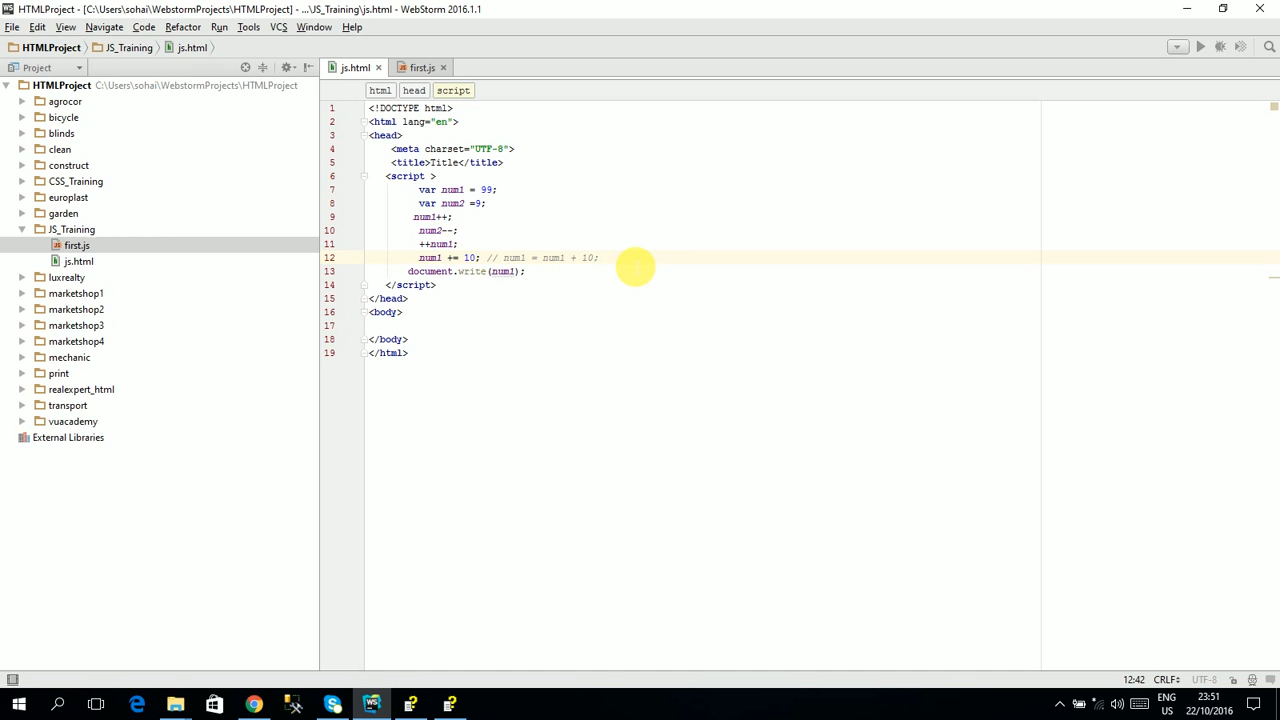 HTMLProject - [C:\Users\sohai\WebstormProjects\HTMLProject] - ...\JS_Training\js.html - WebStorm 2016.1.1
File Edit View Navigate Code Refactor Run Tools VCS Window Help
HTMLProject JS_Training js.html
Project
js.html first.js
HTMLProject C:\Users\sohai\WebstormProjects\HTMLProject
agrocor
bicycle
blinds
clean
construct
CSS_Training
europlast
garden
JS_Training
first.js
js.html
luxrealty
marketshop1
marketshop2
marketshop3
marketshop4
mechanic
print
realexpert_html
transport
vuacademy
External Libraries
html head script
1 <!DOCTYPE html>
2 <html lang="en">
3 <head>
4 <meta charset="UTF-8">
5 <title>Title</title>
6 <script >
7 var num1 = 99;
8 var num2 =9;
9 num1++;
10 num2--;
11 ++num1;
12 num1 += 10; // num1 = num1 + 10;
13 document.write(num1);
14 </script>
15 </head>
16 <body>
17
18 </body>
19 </html>
12:42 CRLF UTF-8
WS
ENG
US
23:51
22/10/2016